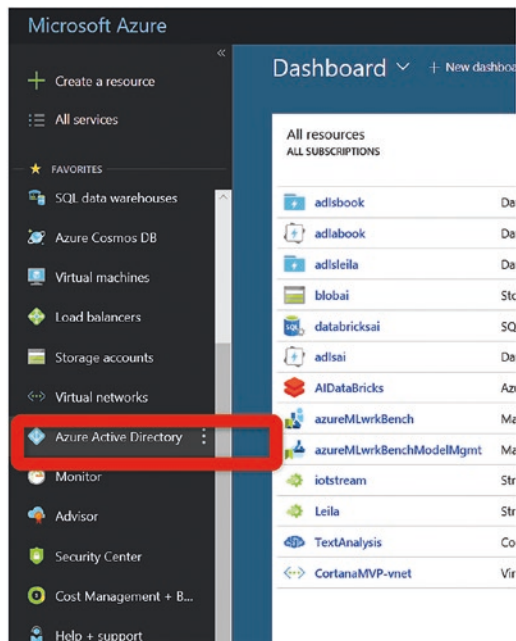 Microsoft Azure
«
Create a resource
All services
FAVORITES
SQL data warehouses
Azure Cosmos DB
Virtual machines
Load balancers
Storage accounts
Virtual networks
Azure Active Directory
Monitor
Advisor
Security Center
Cost Management + B...
Help + support
Dashboard + New dashboa
All resources
ALL SUBSCRIPTIONS
adlsbook Da
adlabook Da
adlsleila Da
blobai Sto
databricksai SQ
adlsai Da
AIDataBricks Azu
azureMLwrkBench Ma
azureMLwrkBenchModelMgmt Ma
iotstream Str
Leila Str
TextAnalysis Co
CortanaMVP-vnet Vir